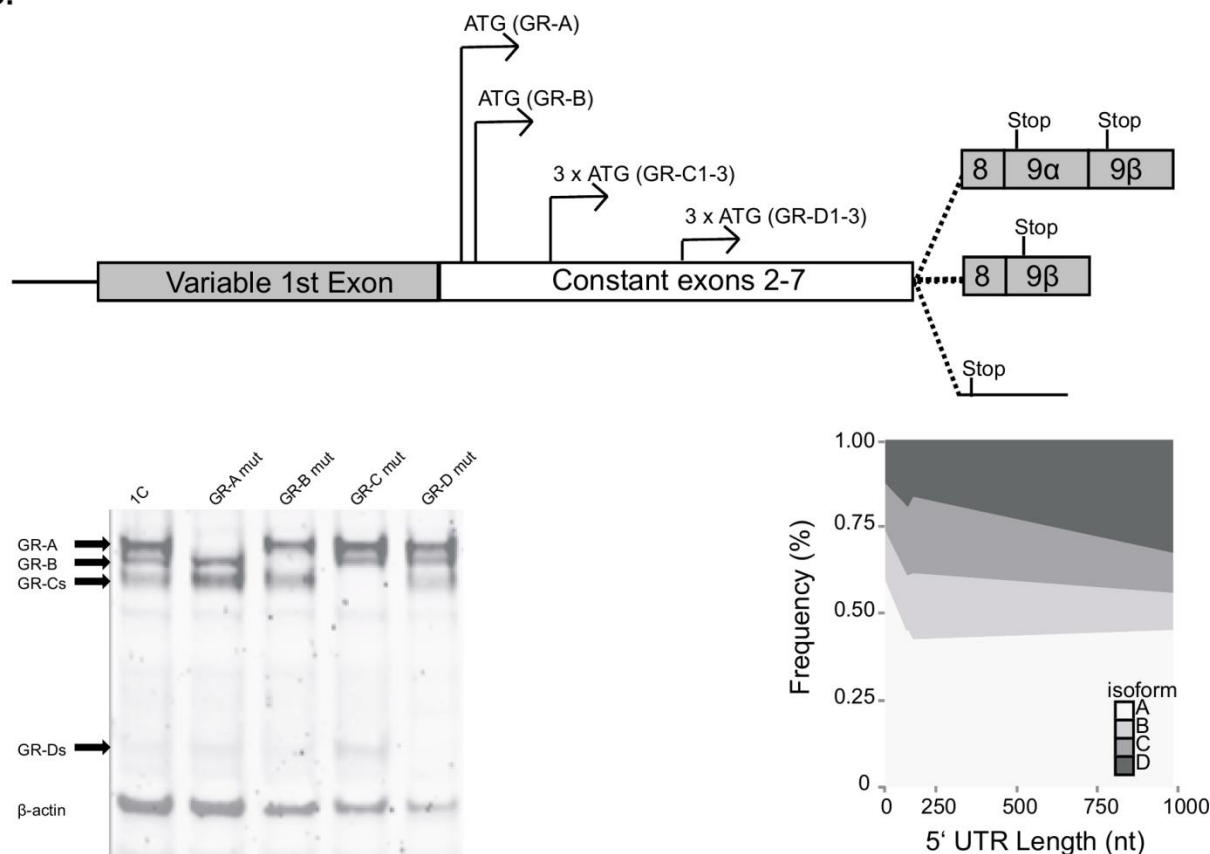 ATG (GR-A)
ATG (GR-B)
3 x ATG (GR-C1-3)
3 x ATG (GR-D1-3)
Variable 1st Exon
Constant exons 2-7
Stop
Stop
8
9α
9β
Stop
8
9β
Stop
1C
GR-A mut
GR-B mut
GR-C mut
GR-D mut
GR-A
GR-B
GR-Cs
GR-Ds
β-actin
Frequency (%)
1.00
0.75
0.50
0.25
0
isoform
A
B
C
D
0
250
500
750
1000
5‘ UTR Length (nt)